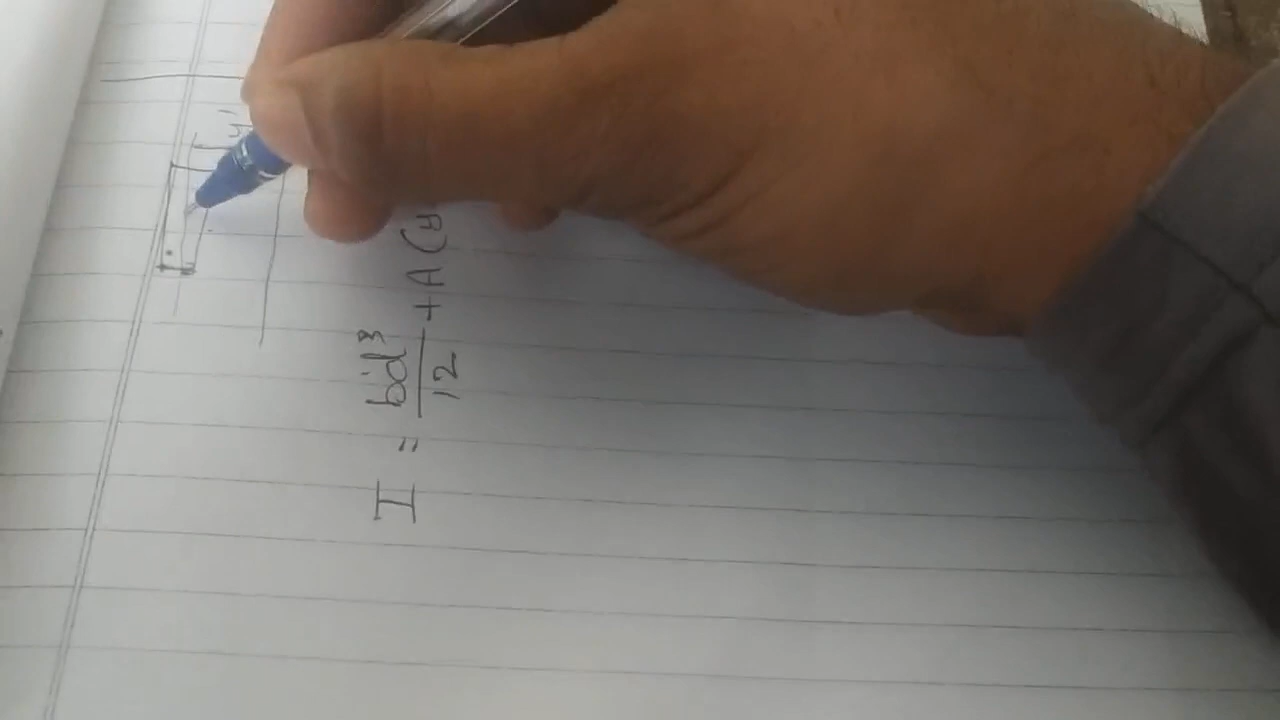 y'
I = bd³/12 + A(y